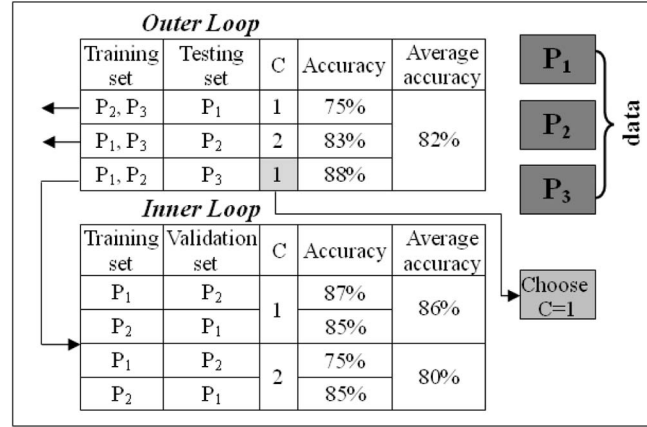 Outer Loop
Training set Testing set C Accuracy Average accuracy
P1
P2, P3 P1 1 75%
P1, P3 P2 2 83% 82%
P2
data
P1, P2 P3 1 88%
P3
Inner Loop
Training set Validation set C Accuracy Average accuracy
P1 P2 1 87% 86%
P2 P1 85%
Choose
C=1
P1 P2 2 75% 80%
P2 P1 85%